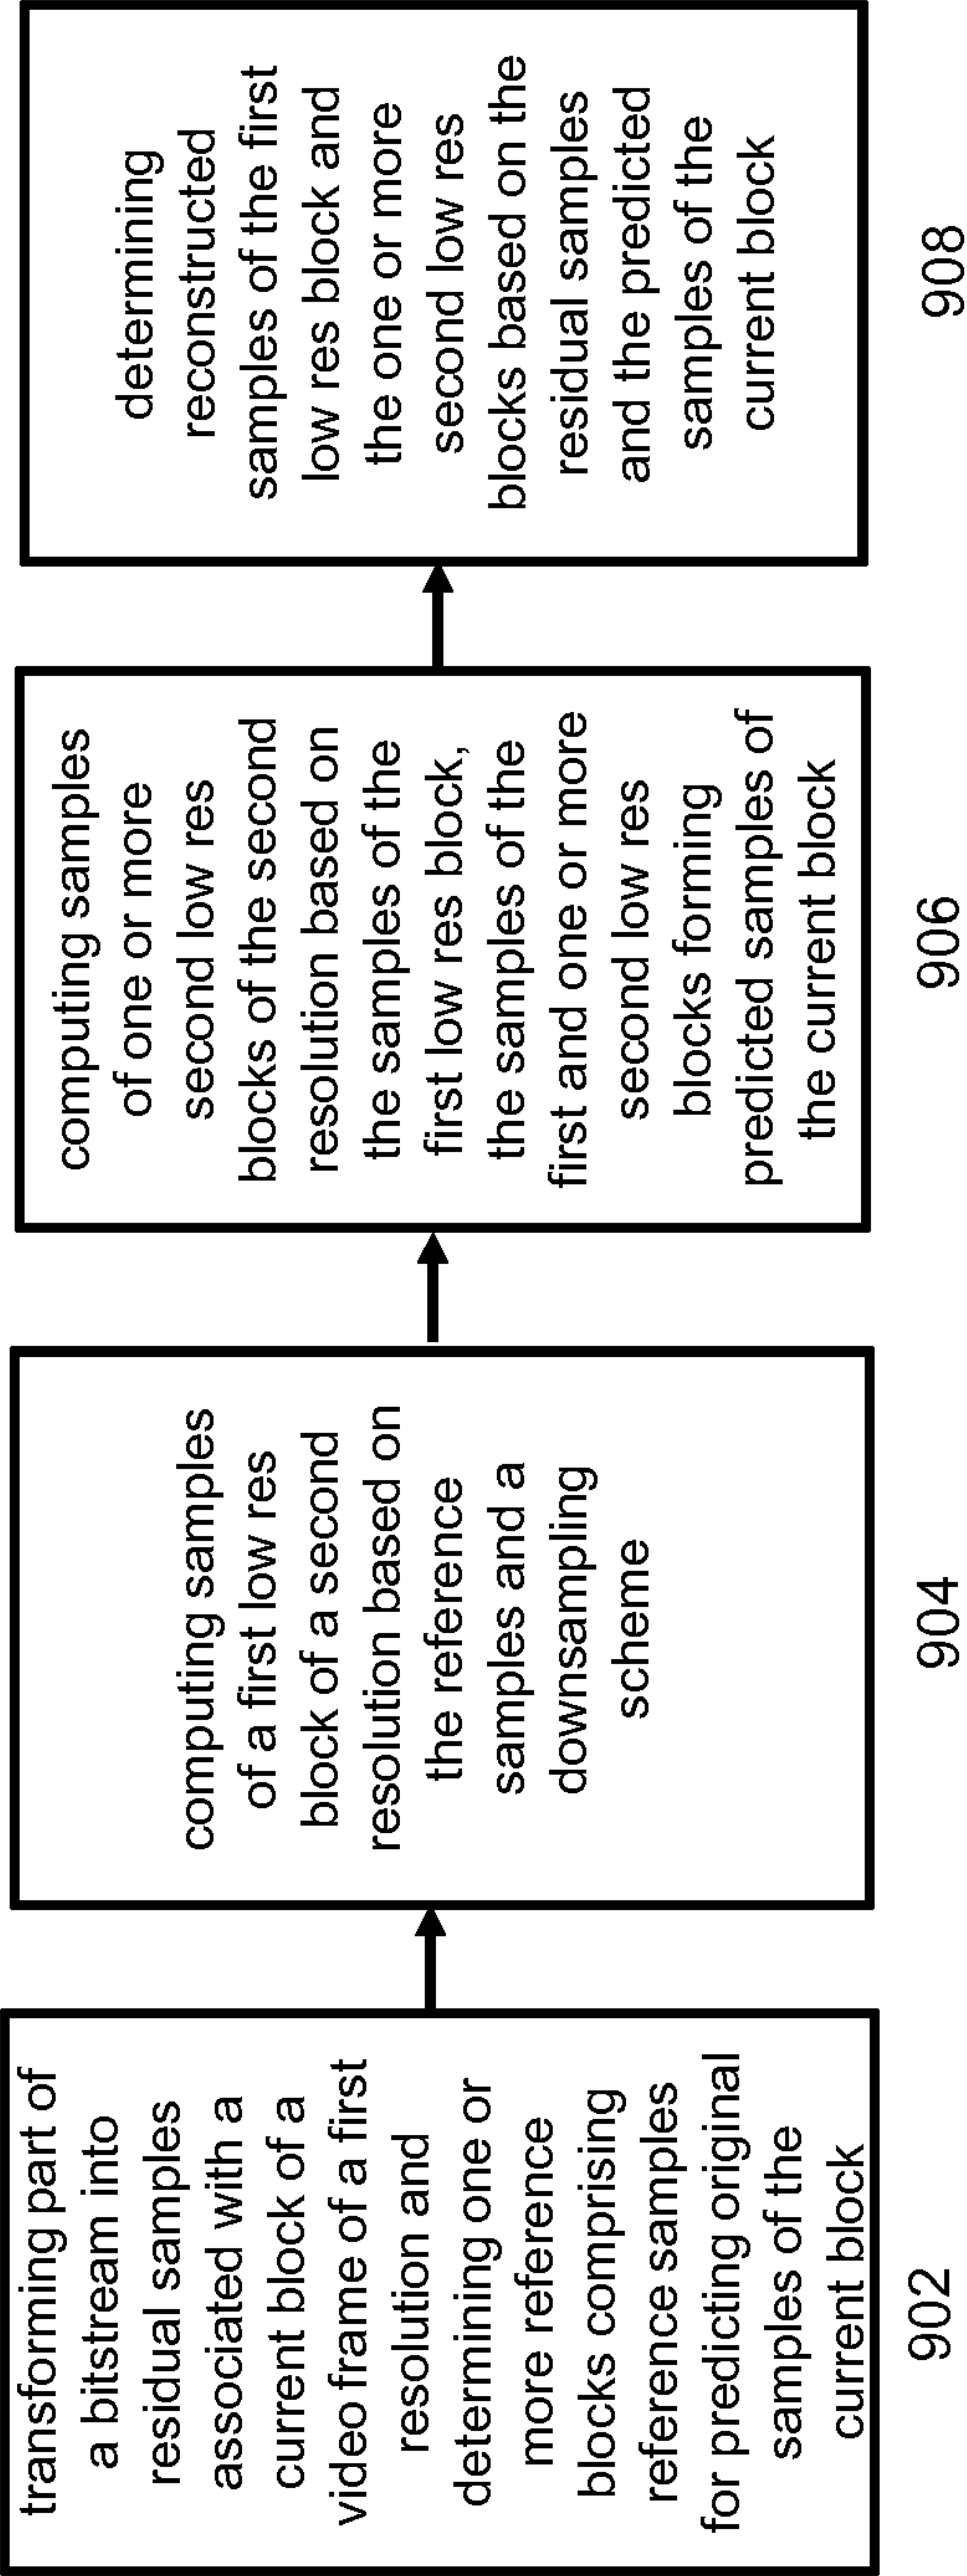 transforming part of
a bitstream into
residual samples
associated with a
current block of a
video frame of a first
resolution and
determining one or
more reference
blocks comprising
reference samples
for predicting original
samples of the
current block
902
computing samples
of a first low res
block of a second
resolution based on
the reference
samples and a
downsampling
scheme
904
computing samples
of one or more
second low res
blocks of the second
resolution based on
the samples of the
first low res block,
the samples of the
first and one or more
second low res
blocks forming
predicted samples of
the current block
906
determining
reconstructed
samples of the first
low res block and
the one or more
second low res
blocks based on the
residual samples
and the predicted
samples of the
current block
908